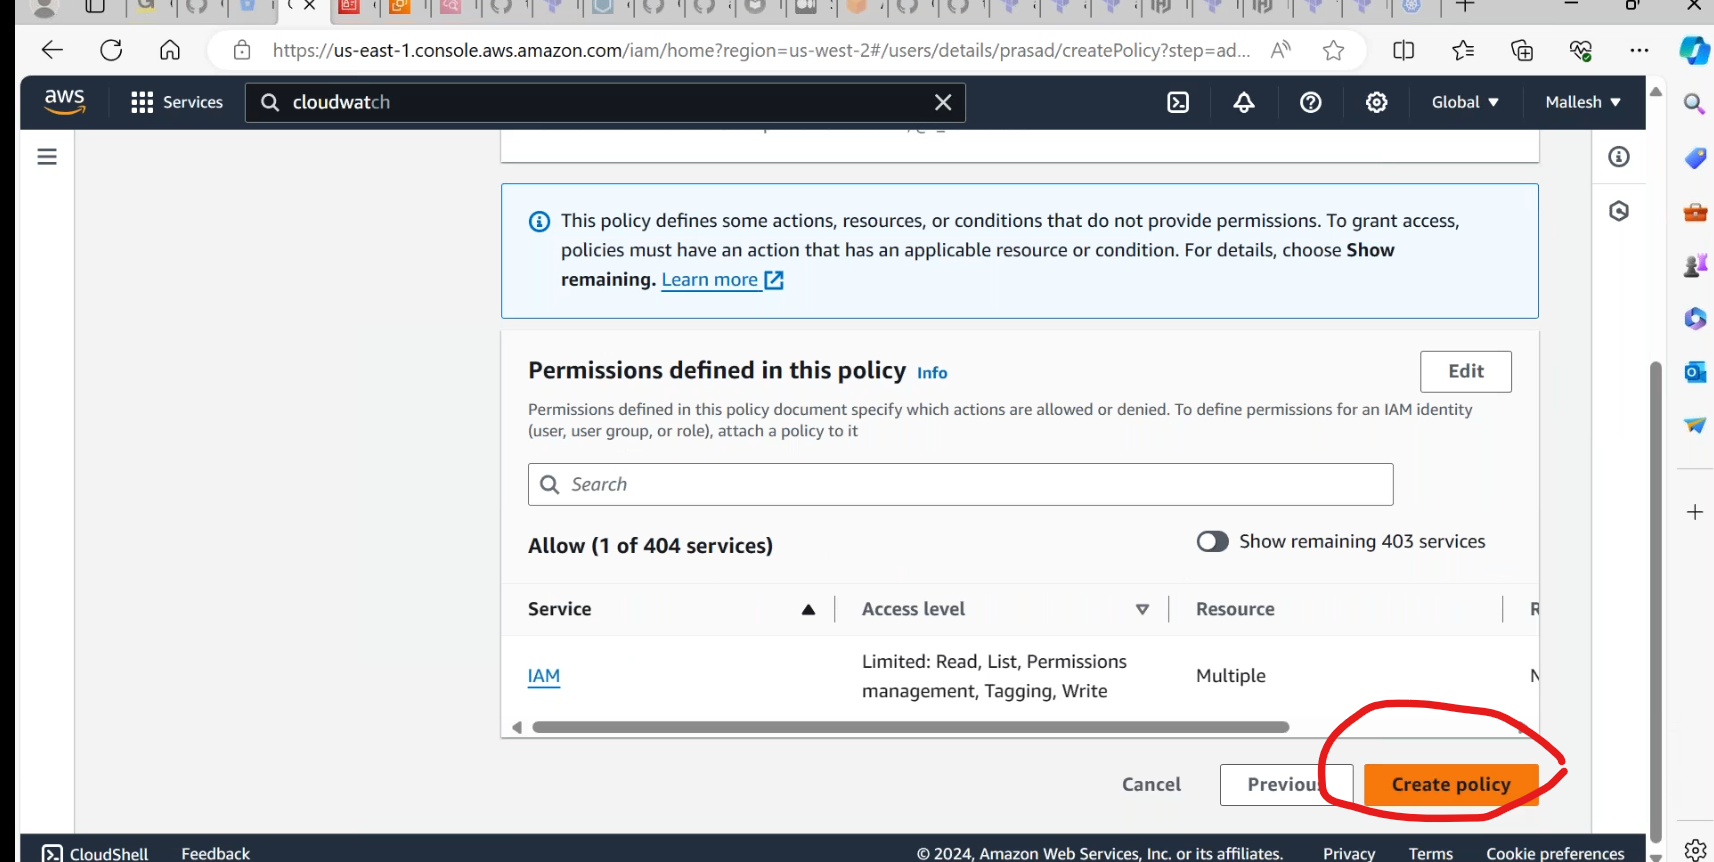 https://us-east-1.console.aws.amazon.com/iam/home?region=us-west-2#/users/details/prasad/createPolicy?step=ad...
aws
Services
cloudwatch
Global
Mallesh
This policy defines some actions, resources, or conditions that do not provide permissions. To grant access,
policies must have an action that has an applicable resource or condition. For details, choose Show
remaining. Learn more
Permissions defined in this policy Info
Edit
Permissions defined in this policy document specify which actions are allowed or denied. To define permissions for an IAM identity
(user, user group, or role), attach a policy to it
Search
Allow (1 of 404 services)
Show remaining 403 services
Service
Access level
Resource
IAM
Limited: Read, List, Permissions
management, Tagging, Write
Multiple
Cancel
Previous
Create policy
CloudShell
Feedback
© 2024, Amazon Web Services, Inc. or its affiliates.
Privacy
Terms
Cookie preferences